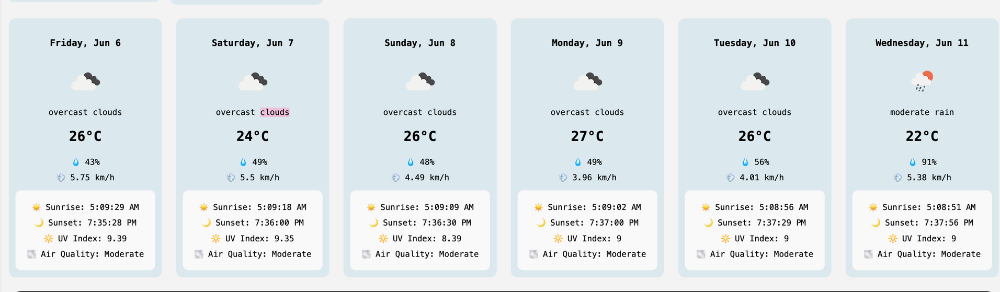 Friday, Jun 6
overcast clouds
26°C
43%
5.75 km/h
Sunrise: 5:09:29 AM
Sunset: 7:35:28 PM
UV Index: 9.39
Air Quality: Moderate
Saturday, Jun 7
overcast clouds
24°C
49%
5.5 km/h
Sunrise: 5:09:18 AM
Sunset: 7:36:00 PM
UV Index: 9.35
Air Quality: Moderate
Sunday, Jun 8
overcast clouds
26°C
48%
4.49 km/h
Sunrise: 5:09:09 AM
Sunset: 7:36:30 PM
UV Index: 8.39
Air Quality: Moderate
Monday, Jun 9
overcast clouds
27°C
49%
3.96 km/h
Sunrise: 5:09:02 AM
Sunset: 7:37:00 PM
UV Index: 9
Air Quality: Moderate
Tuesday, Jun 10
overcast clouds
26°C
56%
4.01 km/h
Sunrise: 5:08:56 AM
Sunset: 7:37:29 PM
UV Index: 9
Air Quality: Moderate
Wednesday, Jun 11
moderate rain
22°C
91%
5.38 km/h
Sunrise: 5:08:51 AM
Sunset: 7:37:56 PM
UV Index: 9
Air Quality: Moderate